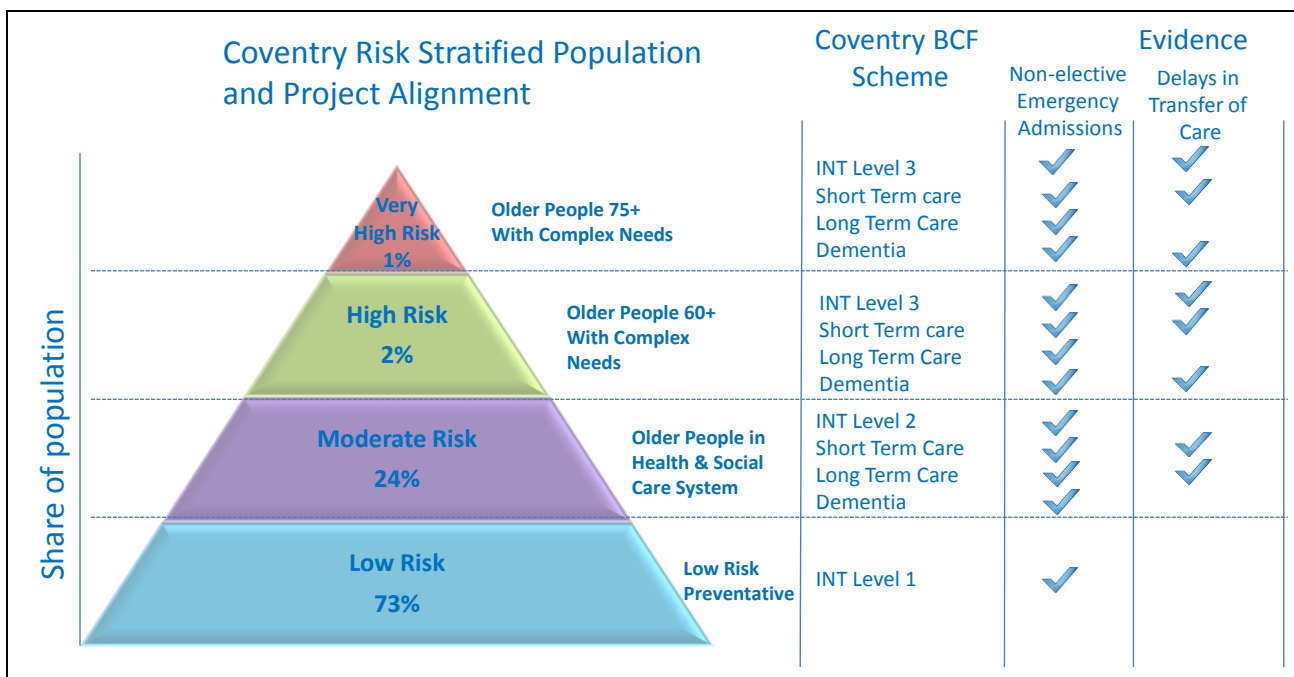 Coventry Risk Stratified Population
and Project Alignment
Coventry BCF
Scheme
Evidence
Non-elective
Emergency
Admissions
Delays in
Transfer of
Care
Share of population
Very
High Risk
1%
Older People 75+
With Complex Needs
INT Level 3
Short Term care
Long Term Care
Dementia
High Risk
2%
Older People 60+
With Complex
Needs
INT Level 3
Short Term care
Long Term Care
Dementia
Moderate Risk
24%
Older People in
Health & Social
Care System
INT Level 2
Short Term Care
Long Term Care
Dementia
Low Risk
73%
Low Risk
Preventative
INT Level 1